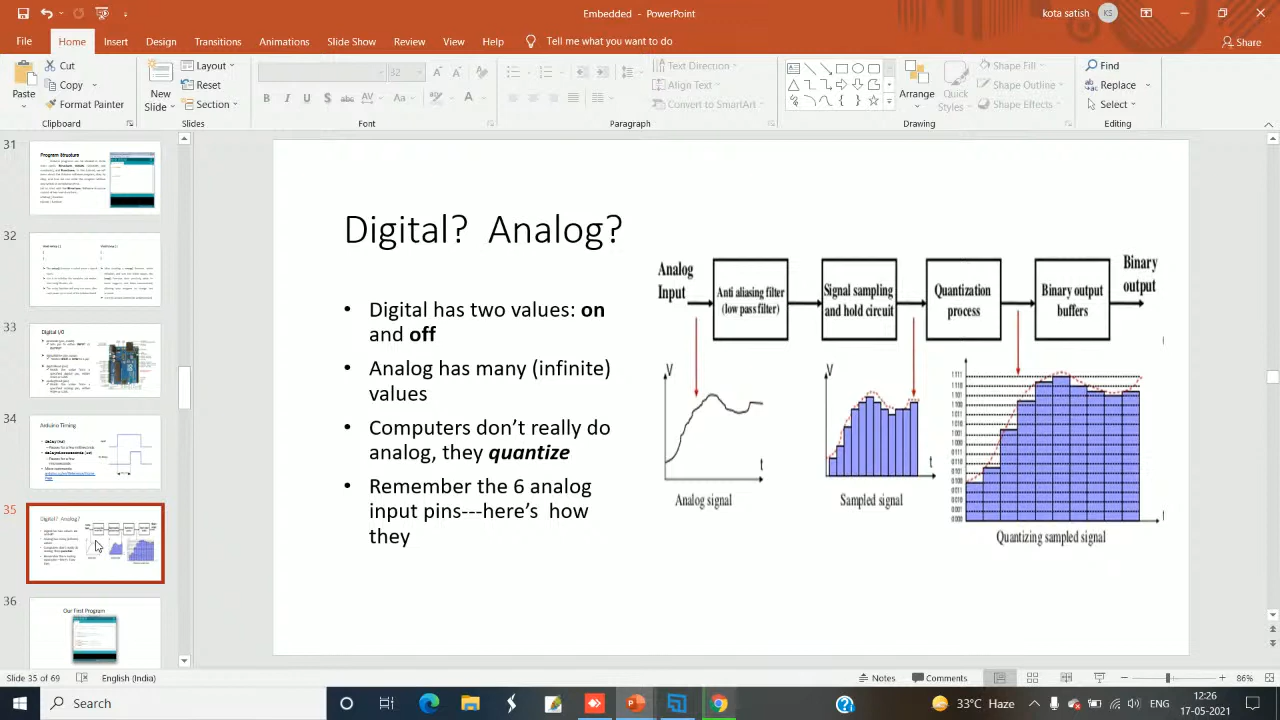 Embedded - PowerPoint
kota satish
KS
File Home Insert Design Transitions Animations Slide Show Review View Help Tell me what you want to do
Share
Paste
Cut
Copy
Format Painter
Clipboard
New
Slide
Layout
Reset
Section
Slides
32
Font
Text Direction
Align Text
Convert to SmartArt
Paragraph
Arrange
Quick
Styles
Shape Fill
Shape Outline
Shape Effects
Drawing
Find
Replace
Select
Editing
31
Program Structure
32
33
Digital I/O
34
Arduino Timing
Digital? Analog?
36
Our First Program
Digital? Analog?
• Digital has two values: on
and off
• Analog has many (infinite)
values
• Computers don't really do
analog, they quantize
• Remember the 6 analog
input pins---here's how
they
Analog
Input
Anti aliasing filter
(low pass filter)
Signal sampling
and hold circuit
Quantization
process
Binary output
buffers
Binary
output
V
t
Analog signal
V
t
Sampled signal
t
Quantizing sampled signal
Slide 35 of 69
English (India)
Notes
Comments
86%
Search
33°C Haze
ENG
12:26
17-05-2021